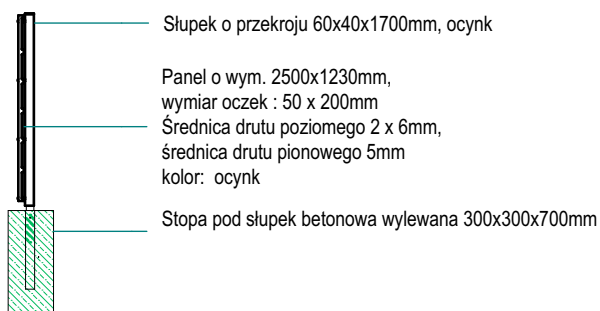 Słupek o przekroju 60x40x1700mm, ocynk
Panel o wym. 2500x1230mm,
wymiar oczek : 50 x 200mm
Średnica drutu poziomego 2 x 6mm,
średnica drutu pionowego 5mm
kolor: ocynk
Stopa pod słupek betonowa wylewana 300x300x700mm